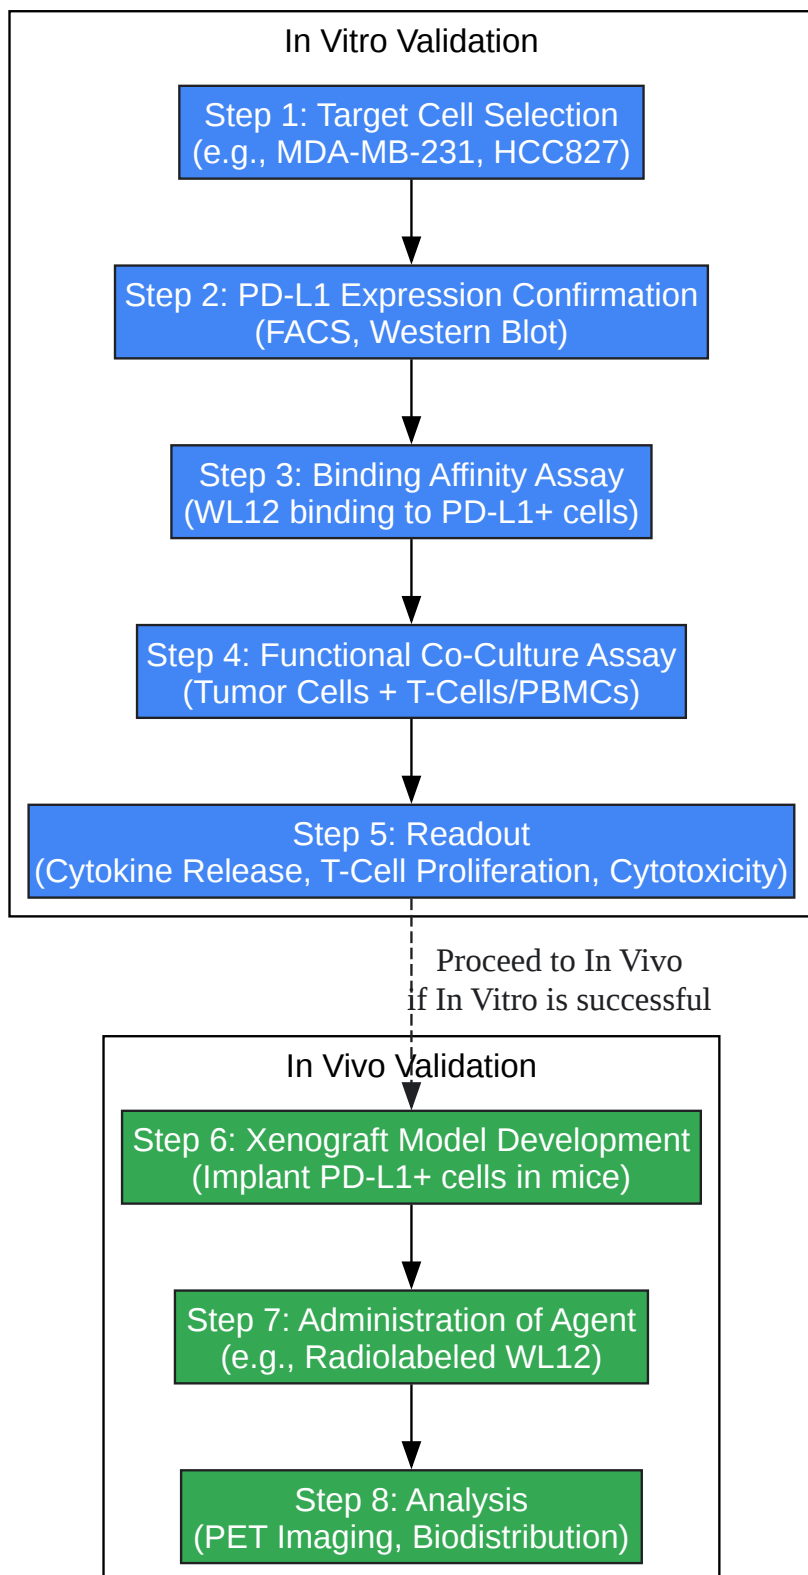 In Vitro Validation
Step 1: Target Cell Selection
(e.g., MDA-MB-231, HCC827)
Step 2: PD-L1 Expression Confirmation
(FACS, Western Blot)
Step 3: Binding Affinity Assay
(WL12 binding to PD-L1+ cells)
Step 4: Functional Co-Culture Assay
(Tumor Cells + T-Cells/PBMCs)
Step 5: Readout
(Cytokine Release, T-Cell Proliferation, Cytotoxicity)
Proceed to In Vivo
if In Vitro is successful
In Vivo Validation
Step 6: Xenograft Model Development
(Implant PD-L1+ cells in mice)
Step 7: Administration of Agent
(e.g., Radiolabeled WL12)
Step 8: Analysis
(PET Imaging, Biodistribution)